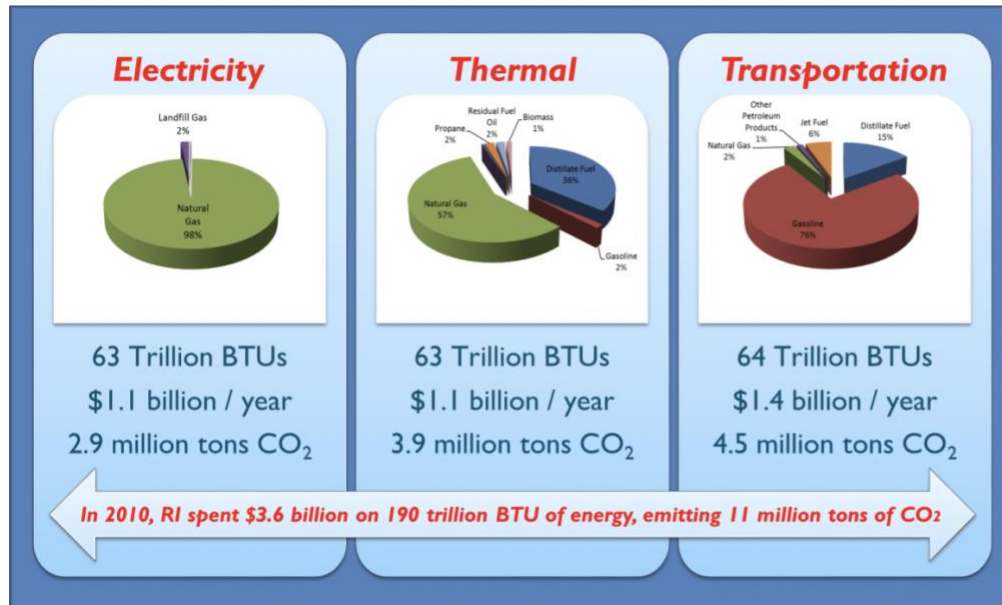 Electricity
Landfill Gas
2%
Natural
Gas
98%
63 Trillion BTUs
$1.1 billion / year
2.9 million tons CO₂
Thermal
Residual Fuel
Oil
2%
Biomass
1%
Propane
2%
Distillate Fuel
36%
Natural Gas
57%
Gasoline
2%
63 Trillion BTUs
$1.1 billion / year
3.9 million tons CO₂
Transportation
Other
Petroleum
Products
1%
Jet Fuel
6%
Distillate Fuel
15%
Natural Gas
2%
Gasoline
76%
64 Trillion BTUs
$1.4 billion / year
4.5 million tons CO₂
In 2010, RI spent $3.6 billion on 190 trillion BTU of energy, emitting 11 million tons of CO₂